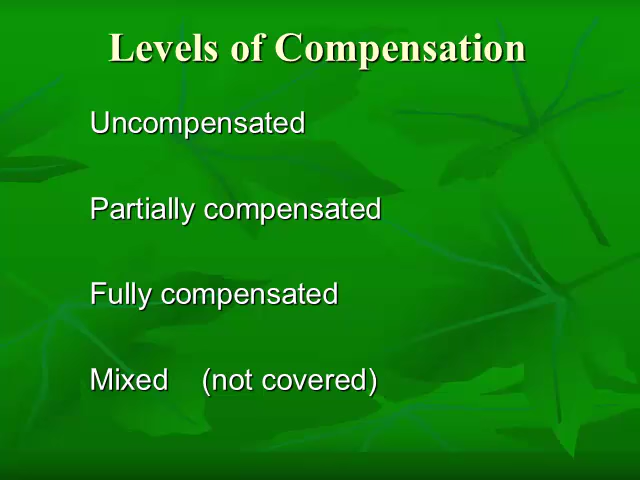 Levels of Compensation
Uncompensated
Partially compensated
Fully compensated
Mixed (not covered)